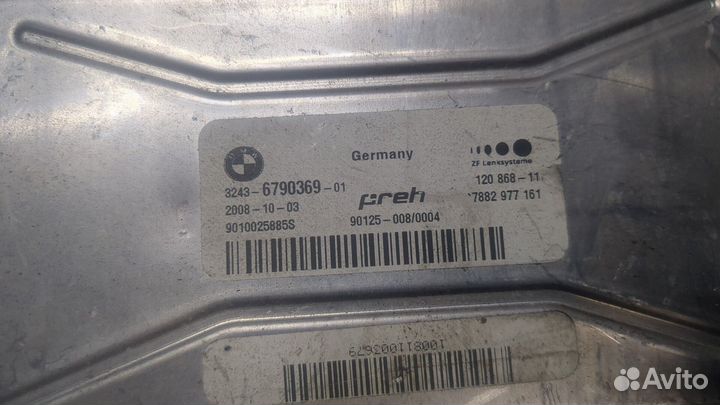 Germany
ZF Lenksysteme
3243-6790369-01
preh
120 868-11
2008-10-03
7882 977 161
9010025885S
90125-008/0004
100811003679
Avito